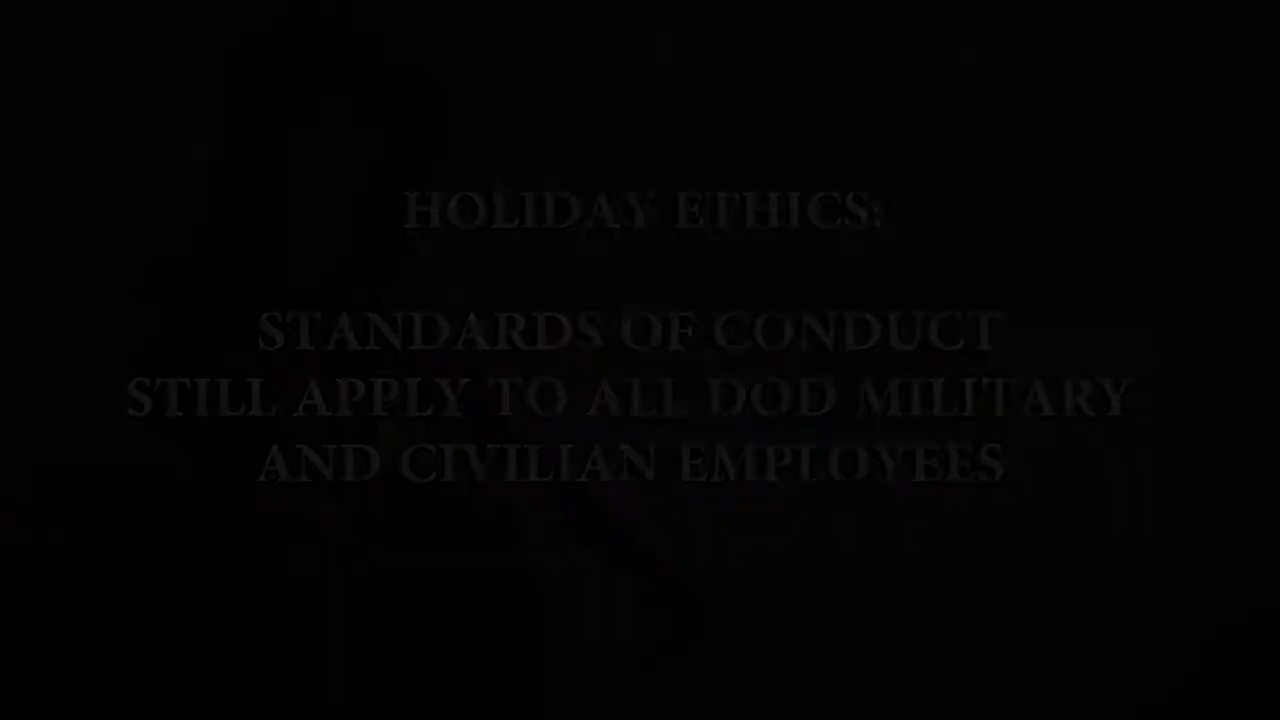 HOLIDAY ETHICS:
STANDARDS OF CONDUCT
STILL APPLY TO ALL DOD MILITARY
AND CIVILIAN EMPLOYEES